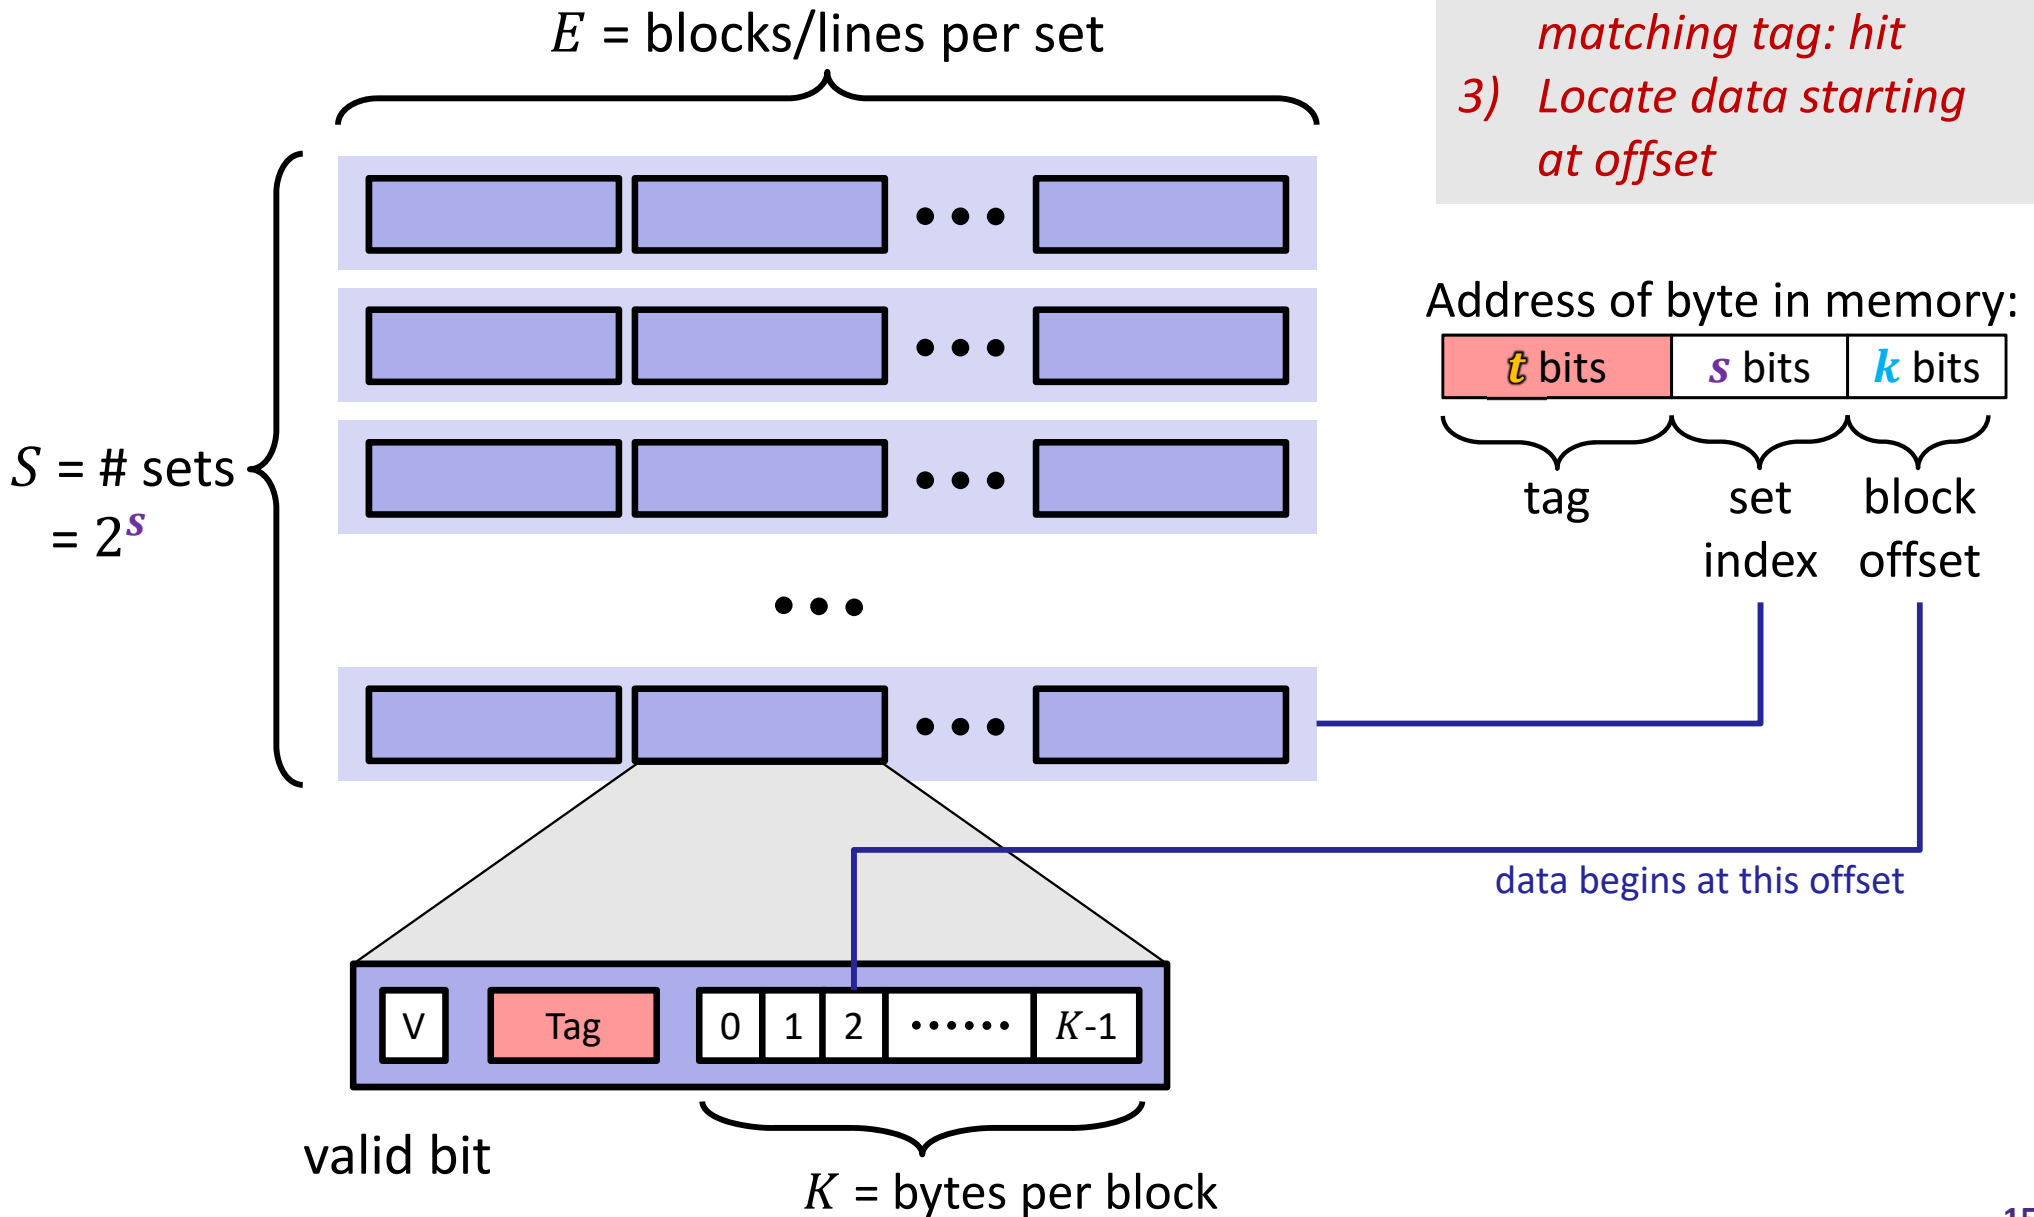 E = blocks/lines per set
matching tag: hit
3) Locate data starting
at offset
Address of byte in memory:
t bits s bits k bits
tag set block
index offset
S = # sets
= 2^s
data begins at this offset
V Tag 0 1 2 •••••• K-1
valid bit
K = bytes per block